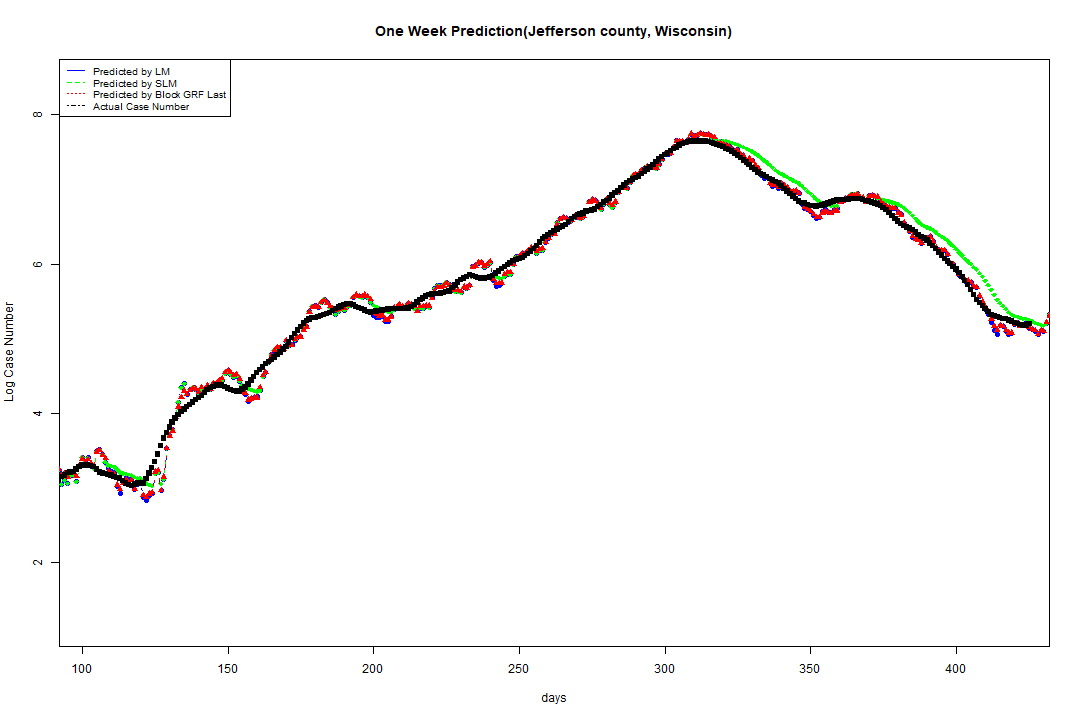 One Week Prediction(Jefferson county, Wisconsin)
Predicted by LM
Predicted by SLM
Predicted by Block GRF Last
Actual Case Number
Log Case Number
8
6
4
2
100 150 200 250 300 350 400
days